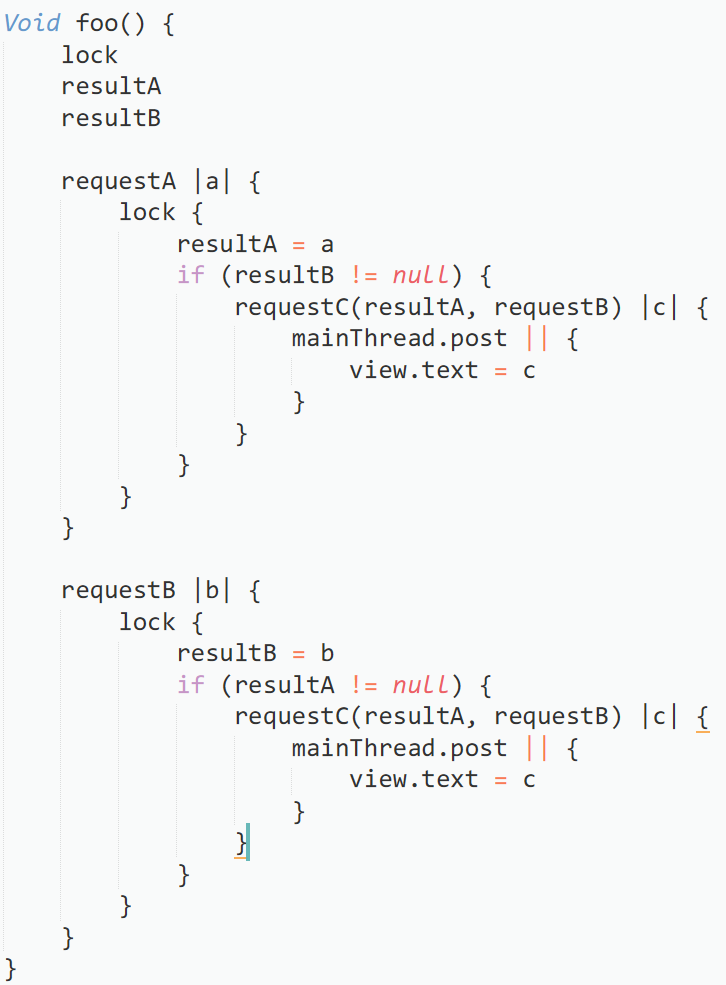 Void foo() {
    lock
    resultA
    resultB

    requestA |a| {
        lock {
            resultA = a
            if (resultB != null) {
                requestC(resultA, requestB) |c| {
                    mainThread.post || {
                        view.text = c
                    }
                }
            }
        }
    }

    requestB |b| {
        lock {
            resultB = b
            if (resultA != null) {
                requestC(resultA, requestB) |c| {
                    mainThread.post || {
                        view.text = c
                    }
                }
            }
        }
    }
}